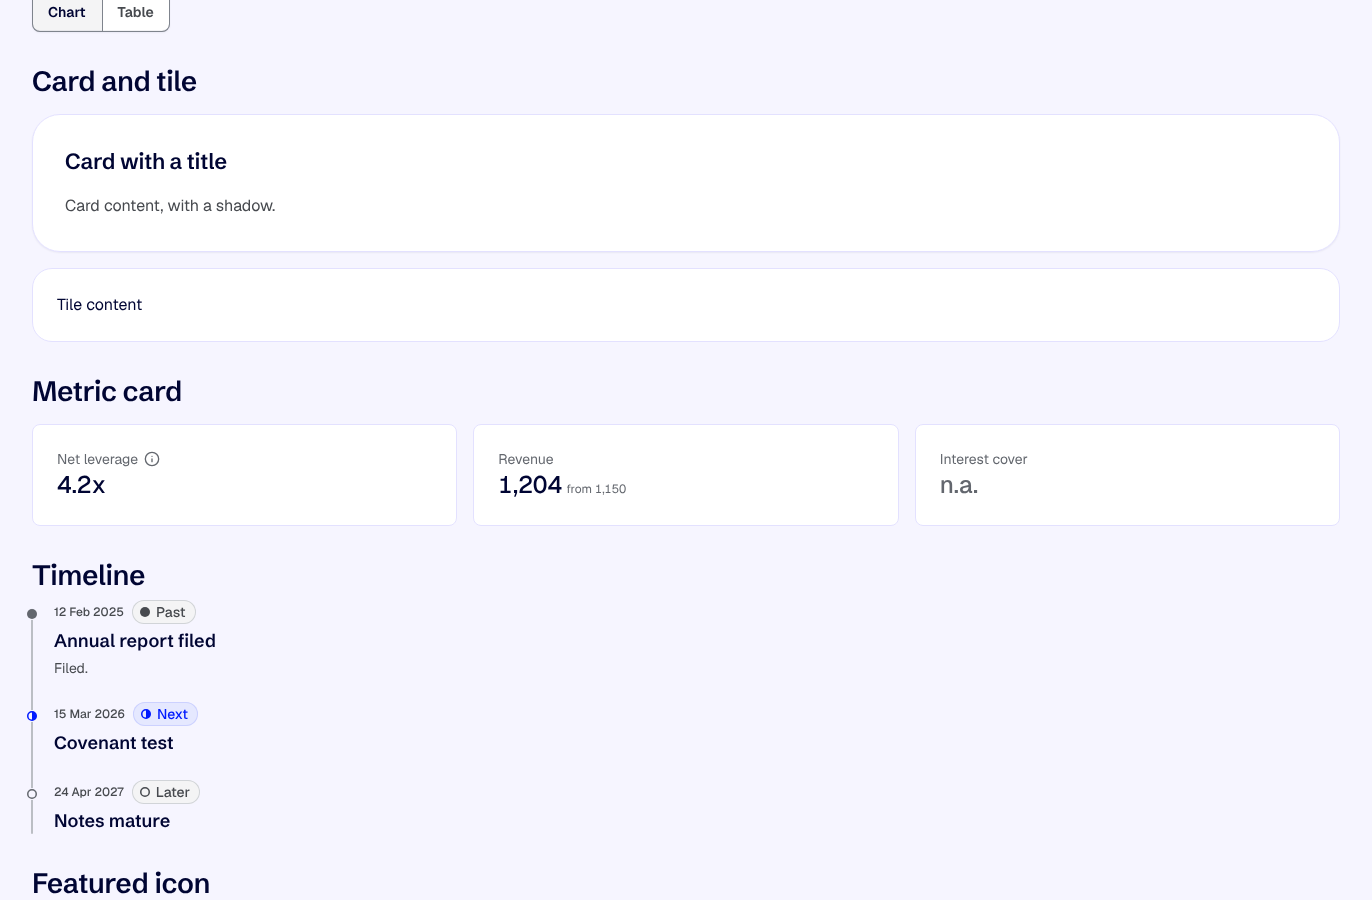 Chart Table
Card and tile
Card with a title
Card content, with a shadow.
Tile content
Metric card
Net leverage
4.2x
Revenue
1,204 from 1,150
Interest cover
n.a.
Timeline
12 Feb 2025 Past
Annual report filed
Filed.
15 Mar 2026 Next
Covenant test
24 Apr 2027 Later
Notes mature
Featured icon